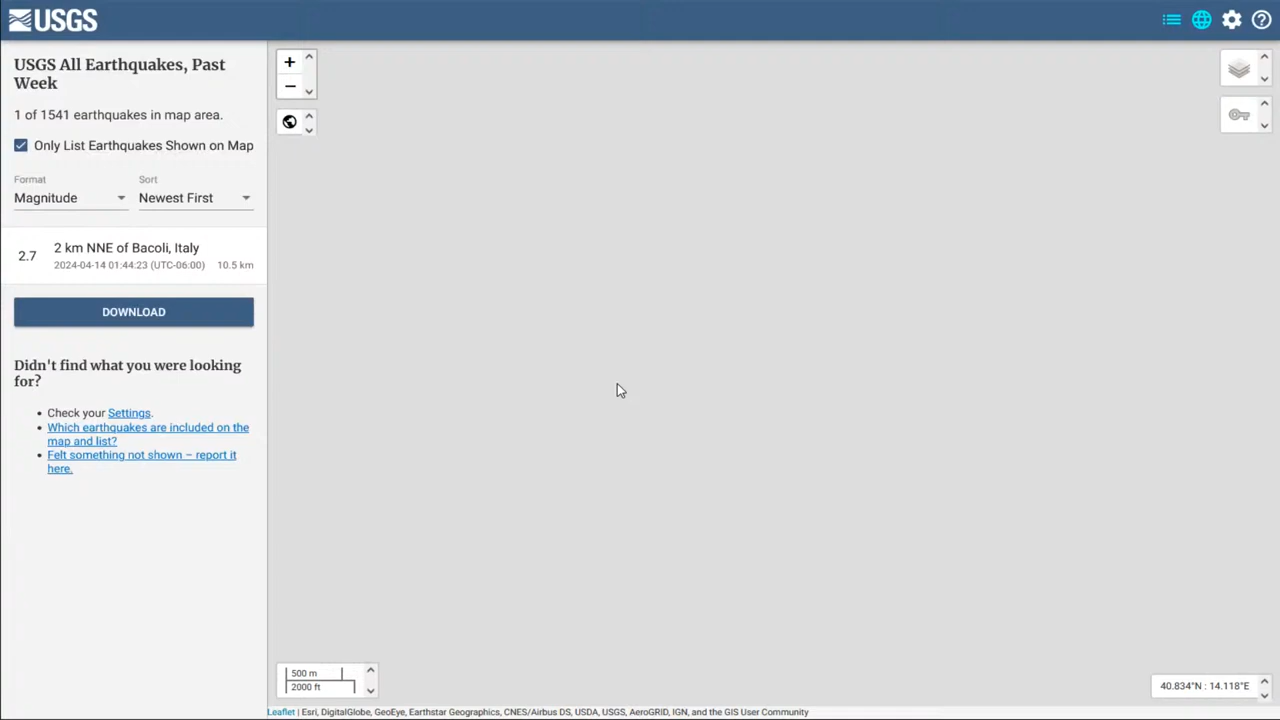 USGS
USGS All Earthquakes, Past
Week
1 of 1541 earthquakes in map area.
Only List Earthquakes Shown on Map
Format
Sort
Magnitude
Newest First
2.7
2 km NNE of Bacoli, Italy
2024-04-14 01:44:23 (UTC-06:00) 10.5 km
DOWNLOAD
Didn't find what you were looking
for?
• Check your Settings.
• Which earthquakes are included on the
map and list?
• Felt something not shown – report it
here.
+
−
500 m
2000 ft
40.834°N : 14.118°E
Leaflet | Esri, DigitalGlobe, GeoEye, Earthstar Geographics, CNES/Airbus DS, USDA, USGS, AeroGRID, IGN, and the GIS User Community